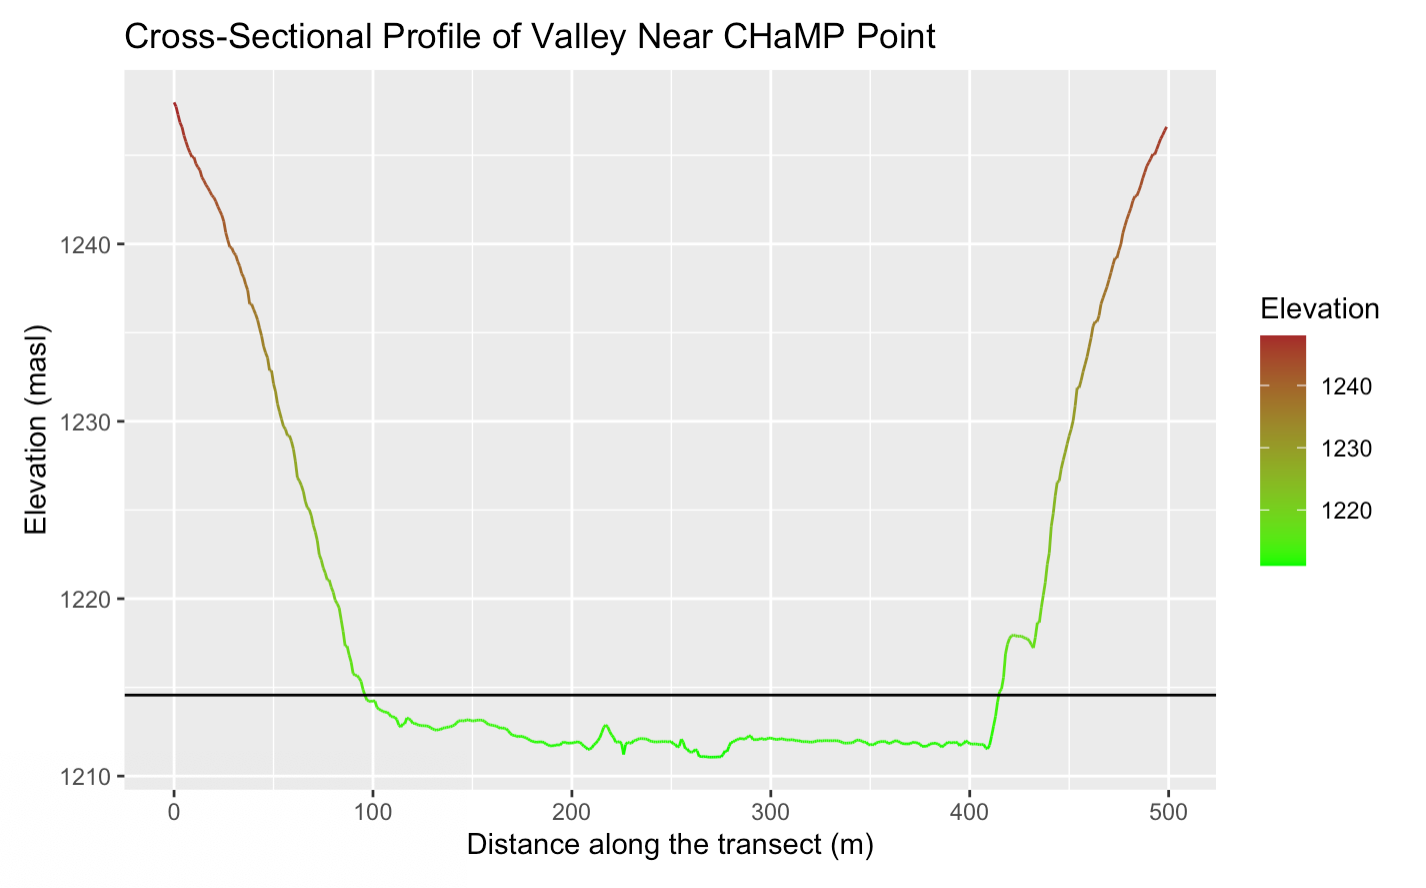 Cross-Sectional Profile of Valley Near CHaMP Point
Elevation (masl)
1240
1230
1220
1210
0 100 200 300 400 500
Distance along the transect (m)
Elevation
1240
1230
1220